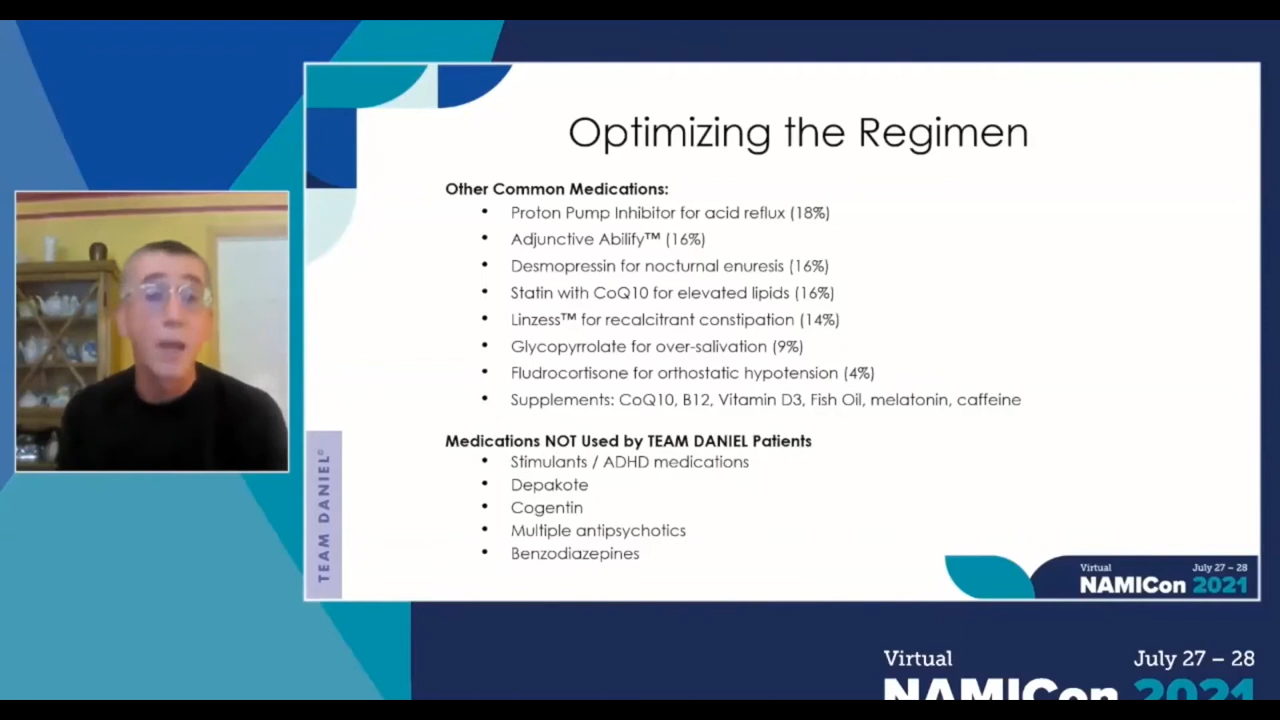 Optimizing the Regimen
Other Common Medications:
• Proton Pump Inhibitor for acid reflux (18%)
• Adjunctive Abilify™ (16%)
• Desmopressin for nocturnal enuresis (16%)
• Statin with CoQ10 for elevated lipids (16%)
• Linzess™ for recalcitrant constipation (14%)
• Glycopyrrolate for over-salivation (9%)
• Fludrocortisone for orthostatic hypotension (4%)
• Supplements: CoQ10, B12, Vitamin D3, Fish Oil, melatonin, caffeine
Medications NOT Used by TEAM DANIEL Patients
• Stimulants / ADHD medications
• Depakote
• Cogentin
• Multiple antipsychotics
• Benzodiazepines
TEAM DANIEL©
Virtual July 27 – 28
NAMICon 2021
Virtual July 27 – 28
NAMICon 2021